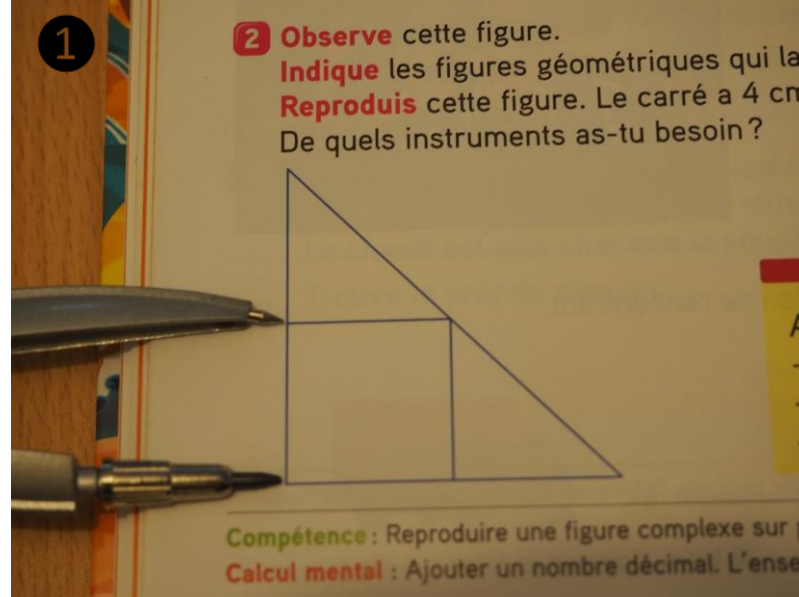 1
2 Observe cette figure.
Indique les figures géométriques qui la
Reproduis cette figure. Le carré a 4 cm
De quels instruments as-tu besoin ?
Compétence : Reproduire une figure complexe sur
Calcul mental : Ajouter un nombre décimal. L'ense